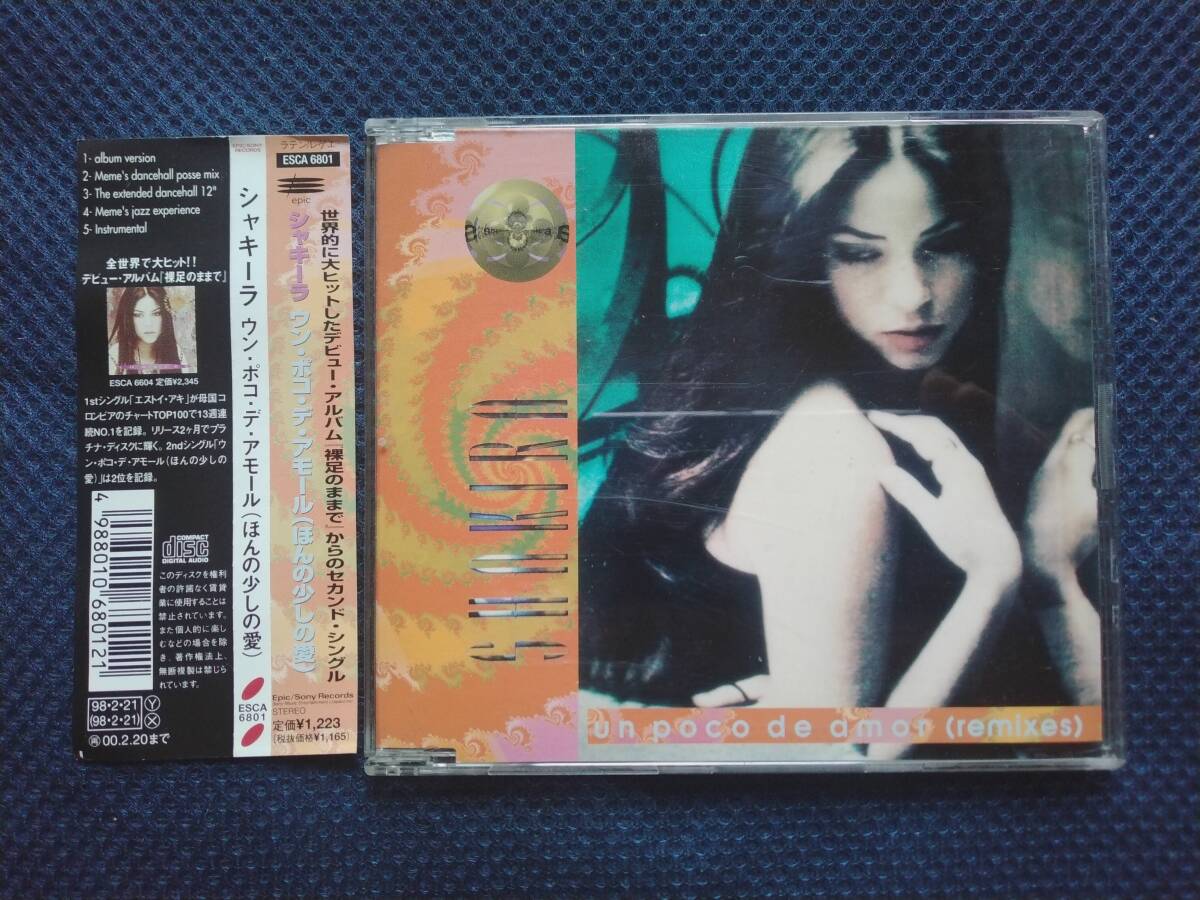 1- album version
2- Meme's dancehall posse mix
3- The extended dancehall 12"
4- Meme's jazz experience
5- Instrumental
全世界で大ヒット!!
デビュー・アルバム「裸足のままで」
ESCA 6604 定価¥2,345
1stシングル「エストイ・アキ」が母国コ
ロンビアのチャートTOP100で13週連
続NO.1を記録。リリース2ヶ月でプラ
チナ・ディスクに輝く。2ndシングル「ウ
ン・ポコ・デ・アモール(ほんの少しの
愛)」は2位を記録。
4 988010 680121
COMPACT
disc
DIGITAL AUDIO
このディスクを権利
者の許諾なく賃貸
業に使用することは
禁止されています。
また個人的に楽し
むなどの場合を除
き、著作権法上、
無断複製は禁じら
れています。
98・2・21 Ⓨ
(98・2・21) Ⓧ
00.2.20まで
EPIC/SONY
RECORDS
シャキーラ ウン・ポコ・デ・アモール(ほんの少しの愛)
ESCA
6801
ラテン/レゲエ
ESCA 6801
epic
世界的に大ヒットしたデビュー・アルバム「裸足のままで」からのセカンド・シングル
シャキーラ ウン・ポコ・デ・アモール(ほんの少しの愛)
Epic/Sony Records
STEREO
定価¥1,223
(税抜価格¥1,165)
SHAKIRA
un poco de amor (remixes)